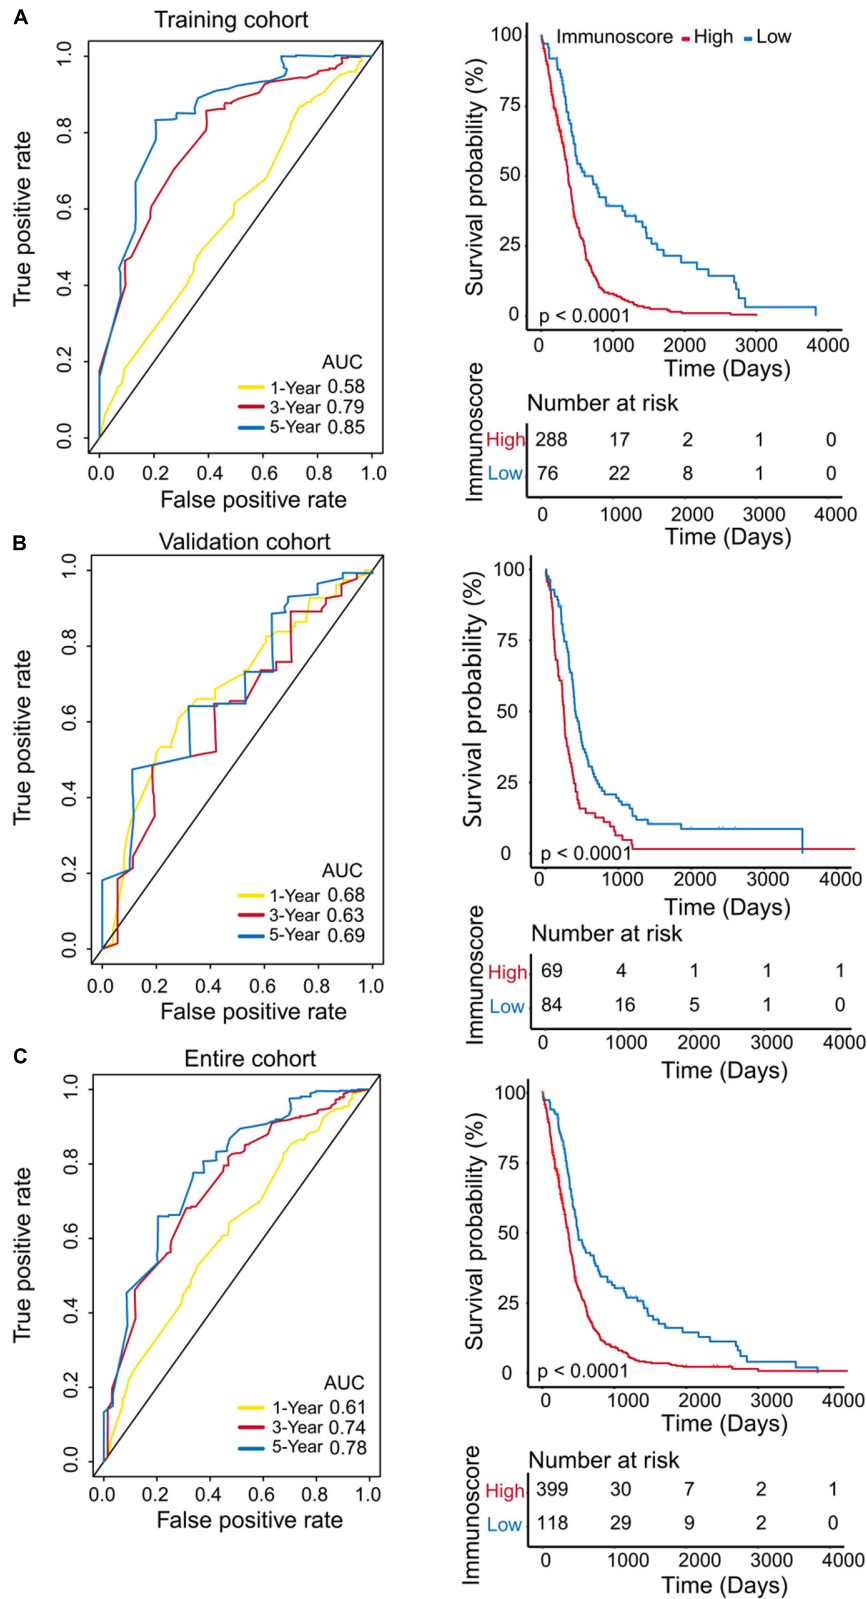 A
Training cohort
True positive rate
1.0
0.8
0.6
0.4
0.2
0.0
AUC
1-Year 0.58
3-Year 0.79
5-Year 0.85
0.0 0.2 0.4 0.6 0.8 1.0
False positive rate
Survival probability (%)
Immunoscore High Low
100
75
50
25
0
p < 0.0001
0 1000 2000 3000 4000
Time (Days)
Immunoscore
Number at risk
High 288 17 2 1 0
Low 76 22 8 1 0
0 1000 2000 3000 4000
Time (Days)
B
Validation cohort
True positive rate
1.0
0.8
0.6
0.4
0.2
0.0
AUC
1-Year 0.68
3-Year 0.63
5-Year 0.69
0.0 0.2 0.4 0.6 0.8 1.0
False positive rate
Survival probability (%)
100
75
50
25
0
p < 0.0001
0 1000 2000 3000 4000
Time (Days)
Immunoscore
Number at risk
High 69 4 1 1 1
Low 84 16 5 1 0
0 1000 2000 3000 4000
Time (Days)
C
Entire cohort
True positive rate
1.0
0.8
0.6
0.4
0.2
0.0
AUC
1-Year 0.61
3-Year 0.74
5-Year 0.78
0.0 0.2 0.4 0.6 0.8 1.0
False positive rate
Survival probability (%)
100
75
50
25
0
p < 0.0001
0 1000 2000 3000 4000
Time (Days)
Immunoscore
Number at risk
High 399 30 7 2 1
Low 118 29 9 2 0
0 1000 2000 3000 4000
Time (Days)